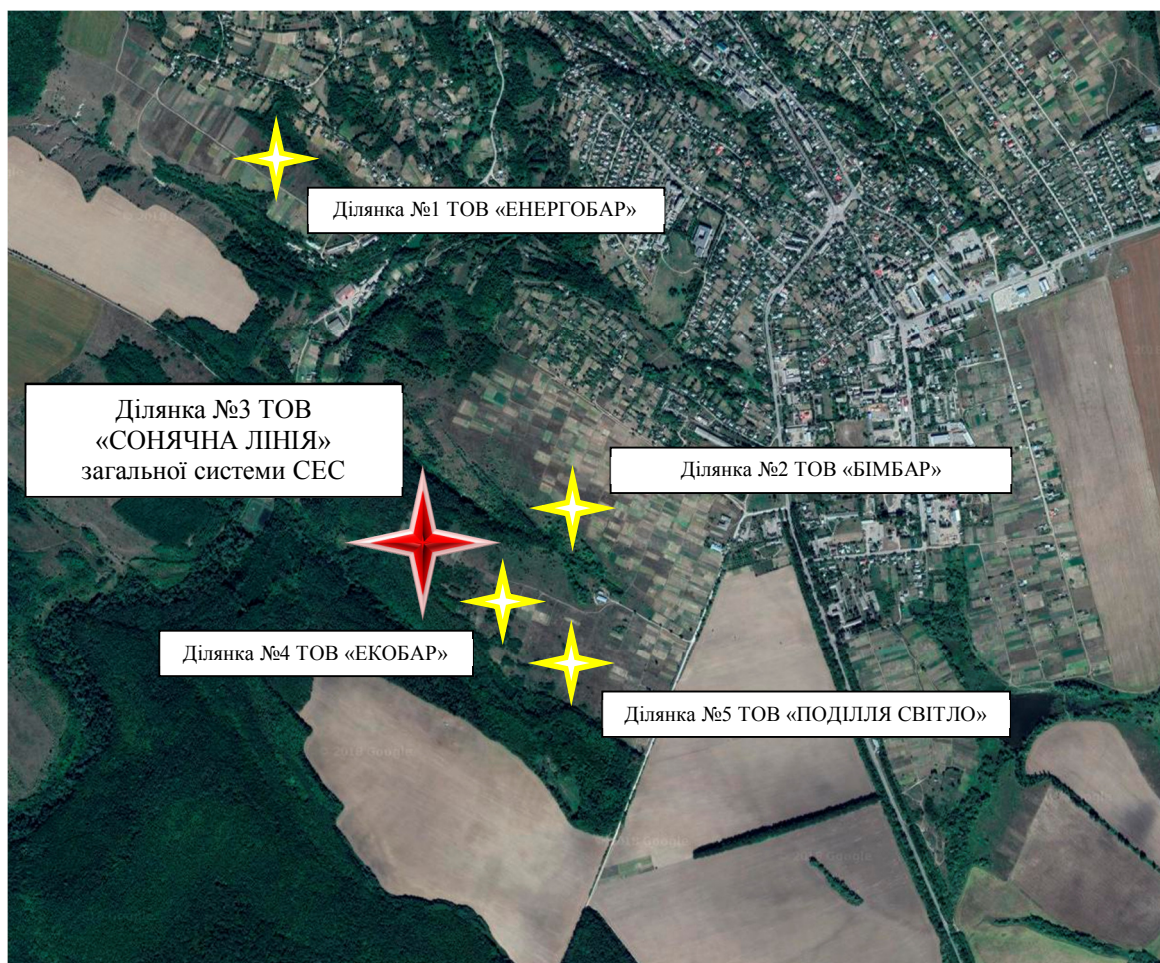 Ділянка №1 ТОВ «ЕНЕРГОБАР»
Ділянка №3 ТОВ
«СОНЯЧНА ЛІНІЯ»
загальної системи СЕС
Ділянка №2 ТОВ «БІМБАР»
Ділянка №4 ТОВ «ЕКОБАР»
Ділянка №5 ТОВ «ПОДІЛЛЯ СВІТЛО»